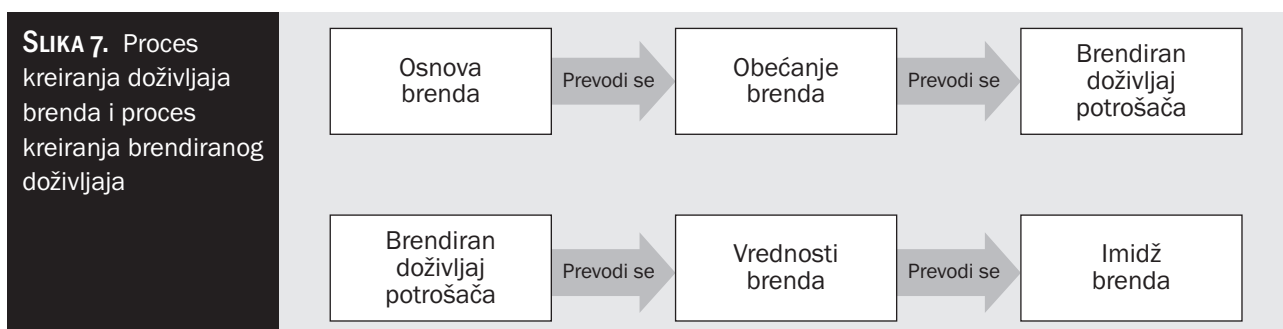 SLIKA 7. Proces
kreiranja doživljaja
brenda i proces
kreiranja brendiranog
doživljaja
Osnova
brenda
Prevodi se
Obećanje
brenda
Prevodi se
Brendiran
doživljaj
potrošača
Brendiran
doživljaj
potrošača
Prevodi se
Vrednosti
brenda
Prevodi se
Imidž
brenda